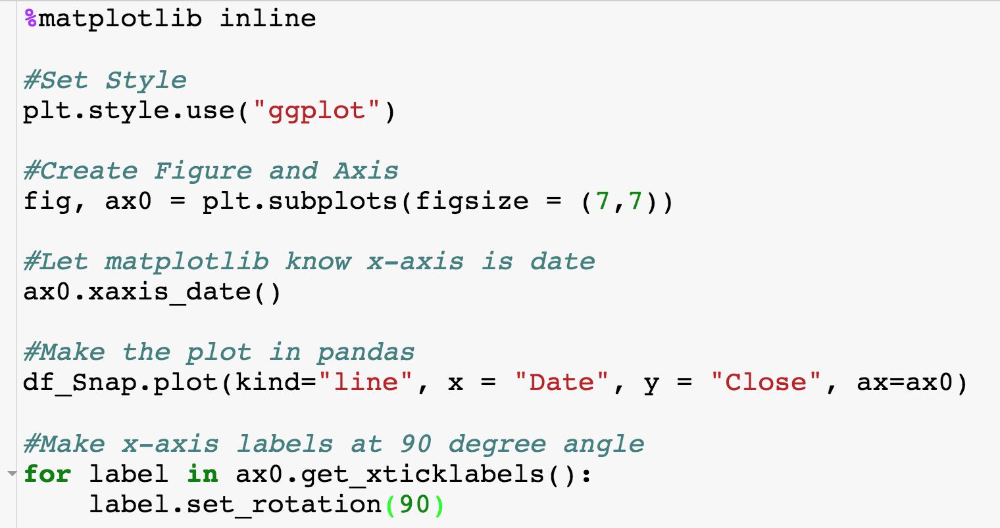 %matplotlib inline
#Set Style
plt.style.use("ggplot")
#Create Figure and Axis
fig, ax0 = plt.subplots(figsize = (7,7))
#Let matplotlib know x-axis is date
ax0.xaxis_date()
#Make the plot in pandas
df_Snap.plot(kind="line", x = "Date", y = "Close", ax=ax0)
#Make x-axis labels at 90 degree angle
for label in ax0.get_xticklabels():
    label.set_rotation(90)